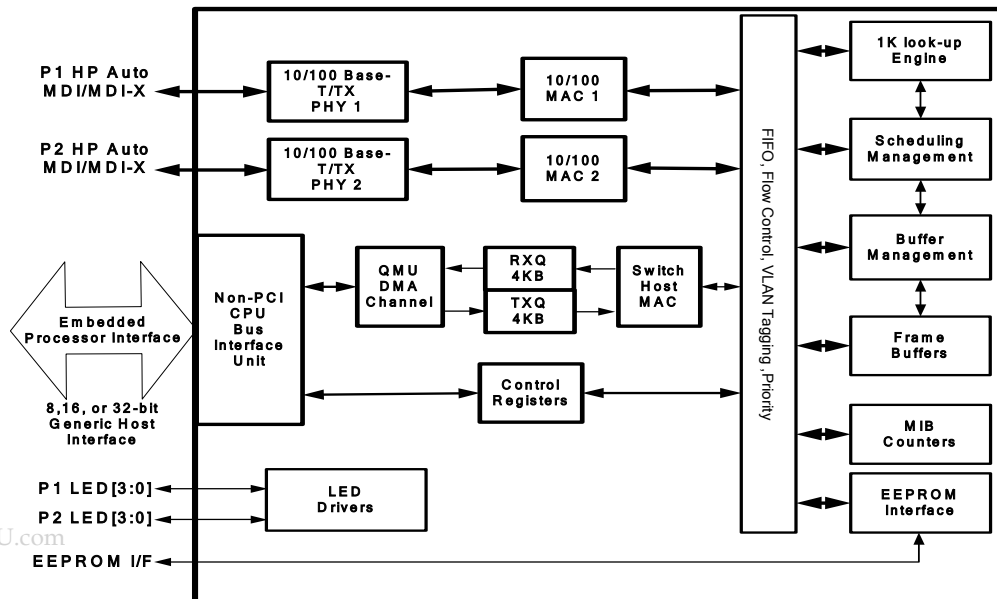 P1 HP Auto
MDI/MDI-X
10/100 Base-
T/TX
PHY 1
10/100
MAC 1
1K look-up
Engine
P2 HP Auto
MDI/MDI-X
10/100 Base-
T/TX
PHY 2
10/100
MAC 2
Scheduling
Management
FIFO, Flow Control, VLAN Tagging ,Priority
Embedded
Processor Interface
8,16, or 32-bit
Generic Host
Interface
Non-PCI
CPU
Bus
Interface
Unit
QMU
DMA
Channel
RXQ
4KB
TXQ
4KB
Switch
Host
MAC
Buffer
Management
Frame
Buffers
Control
Registers
MIB
Counters
P1 LED[3:0]
P2 LED[3:0]
LED
Drivers
EEPROM
Interface
U.com
EEPROM I/F